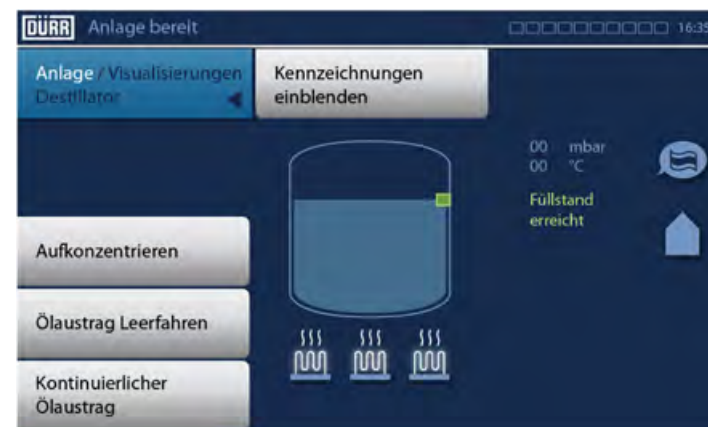 DÜRR Anlage bereit 16:35
Anlage / Visualisierungen
Destillator
Kennzeichnungen
einblenden
00 mbar
00 °C
Füllstand
erreicht
Aufkonzentrieren
Ölaustrag Leerfahren
Kontinuierlicher
Ölaustrag